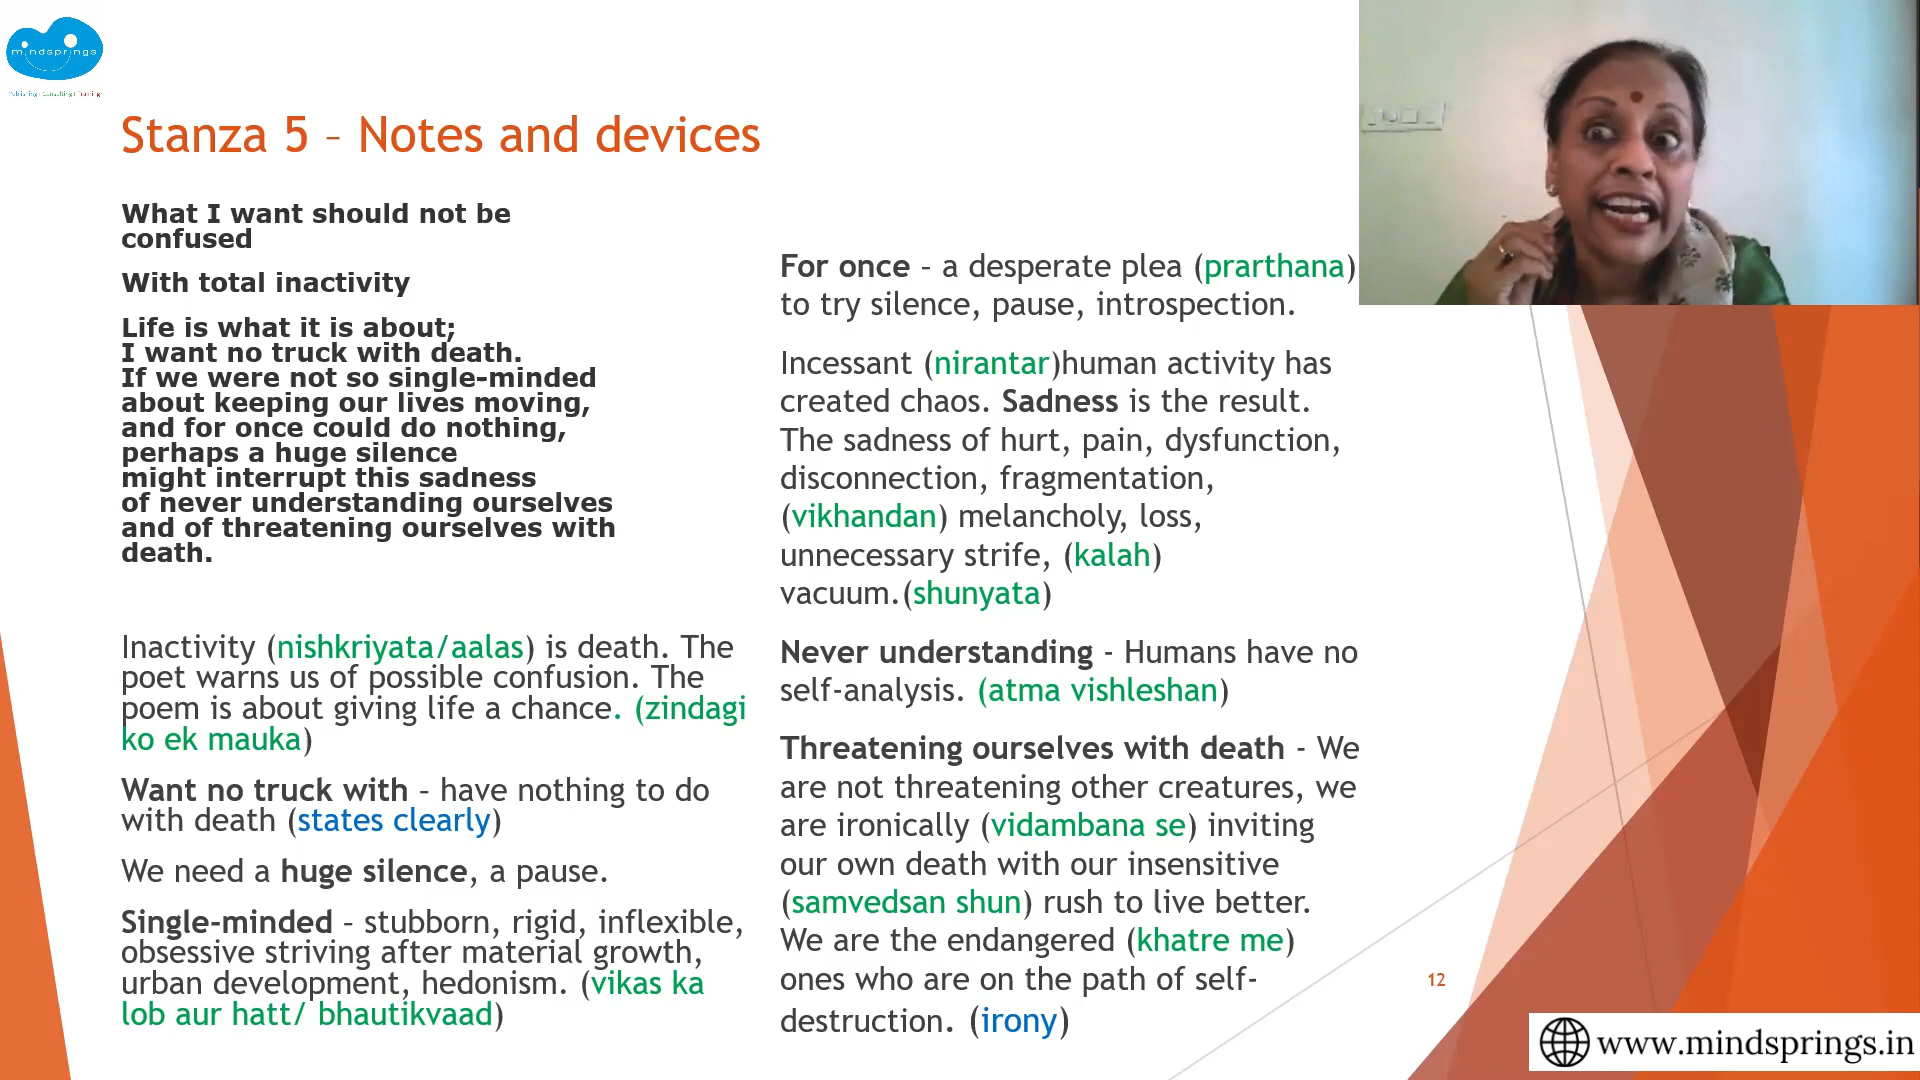 mindsprings
Publishing I Consulting I Training
Stanza 5 – Notes and devices
What I want should not be
confused
With total inactivity
Life is what it is about;
I want no truck with death.
If we were not so single-minded
about keeping our lives moving,
and for once could do nothing,
perhaps a huge silence
might interrupt this sadness
of never understanding ourselves
and of threatening ourselves with
death.
Inactivity (nishkriyata/aalas) is death. The
poet warns us of possible confusion. The
poem is about giving life a chance. (zindagi
ko ek mauka)
Want no truck with – have nothing to do
with death (states clearly)
We need a huge silence, a pause.
Single-minded – stubborn, rigid, inflexible,
obsessive striving after material growth,
urban development, hedonism. (vikas ka
lob aur hatt/ bhautikvaad)
For once – a desperate plea (prarthana)
to try silence, pause, introspection.
Incessant (nirantar)human activity has
created chaos. Sadness is the result.
The sadness of hurt, pain, dysfunction,
disconnection, fragmentation,
(vikhandan) melancholy, loss,
unnecessary strife, (kalah)
vacuum.(shunyata)
Never understanding - Humans have no
self-analysis. (atma vishleshan)
Threatening ourselves with death - We
are not threatening other creatures, we
are ironically (vidambana se) inviting
our own death with our insensitive
(samvedsan shun) rush to live better.
We are the endangered (khatre me)
ones who are on the path of self-
destruction. (irony)
12
www.mindsprings.in